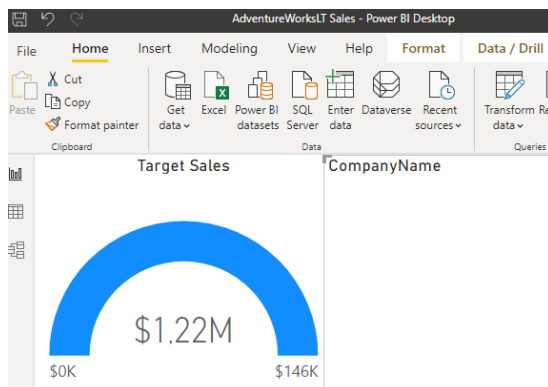 AdventureWorksLT Sales - Power BI Desktop
File Home Insert Modeling View Help Format Data / Drill
Paste
Cut
Copy
Format painter
Clipboard
Get data
Excel
Power BI datasets
SQL Server
Enter data
Dataverse
Recent sources
Data
Transform data
Queries
Target Sales
CompanyName
$1.22M
$0K
$146K